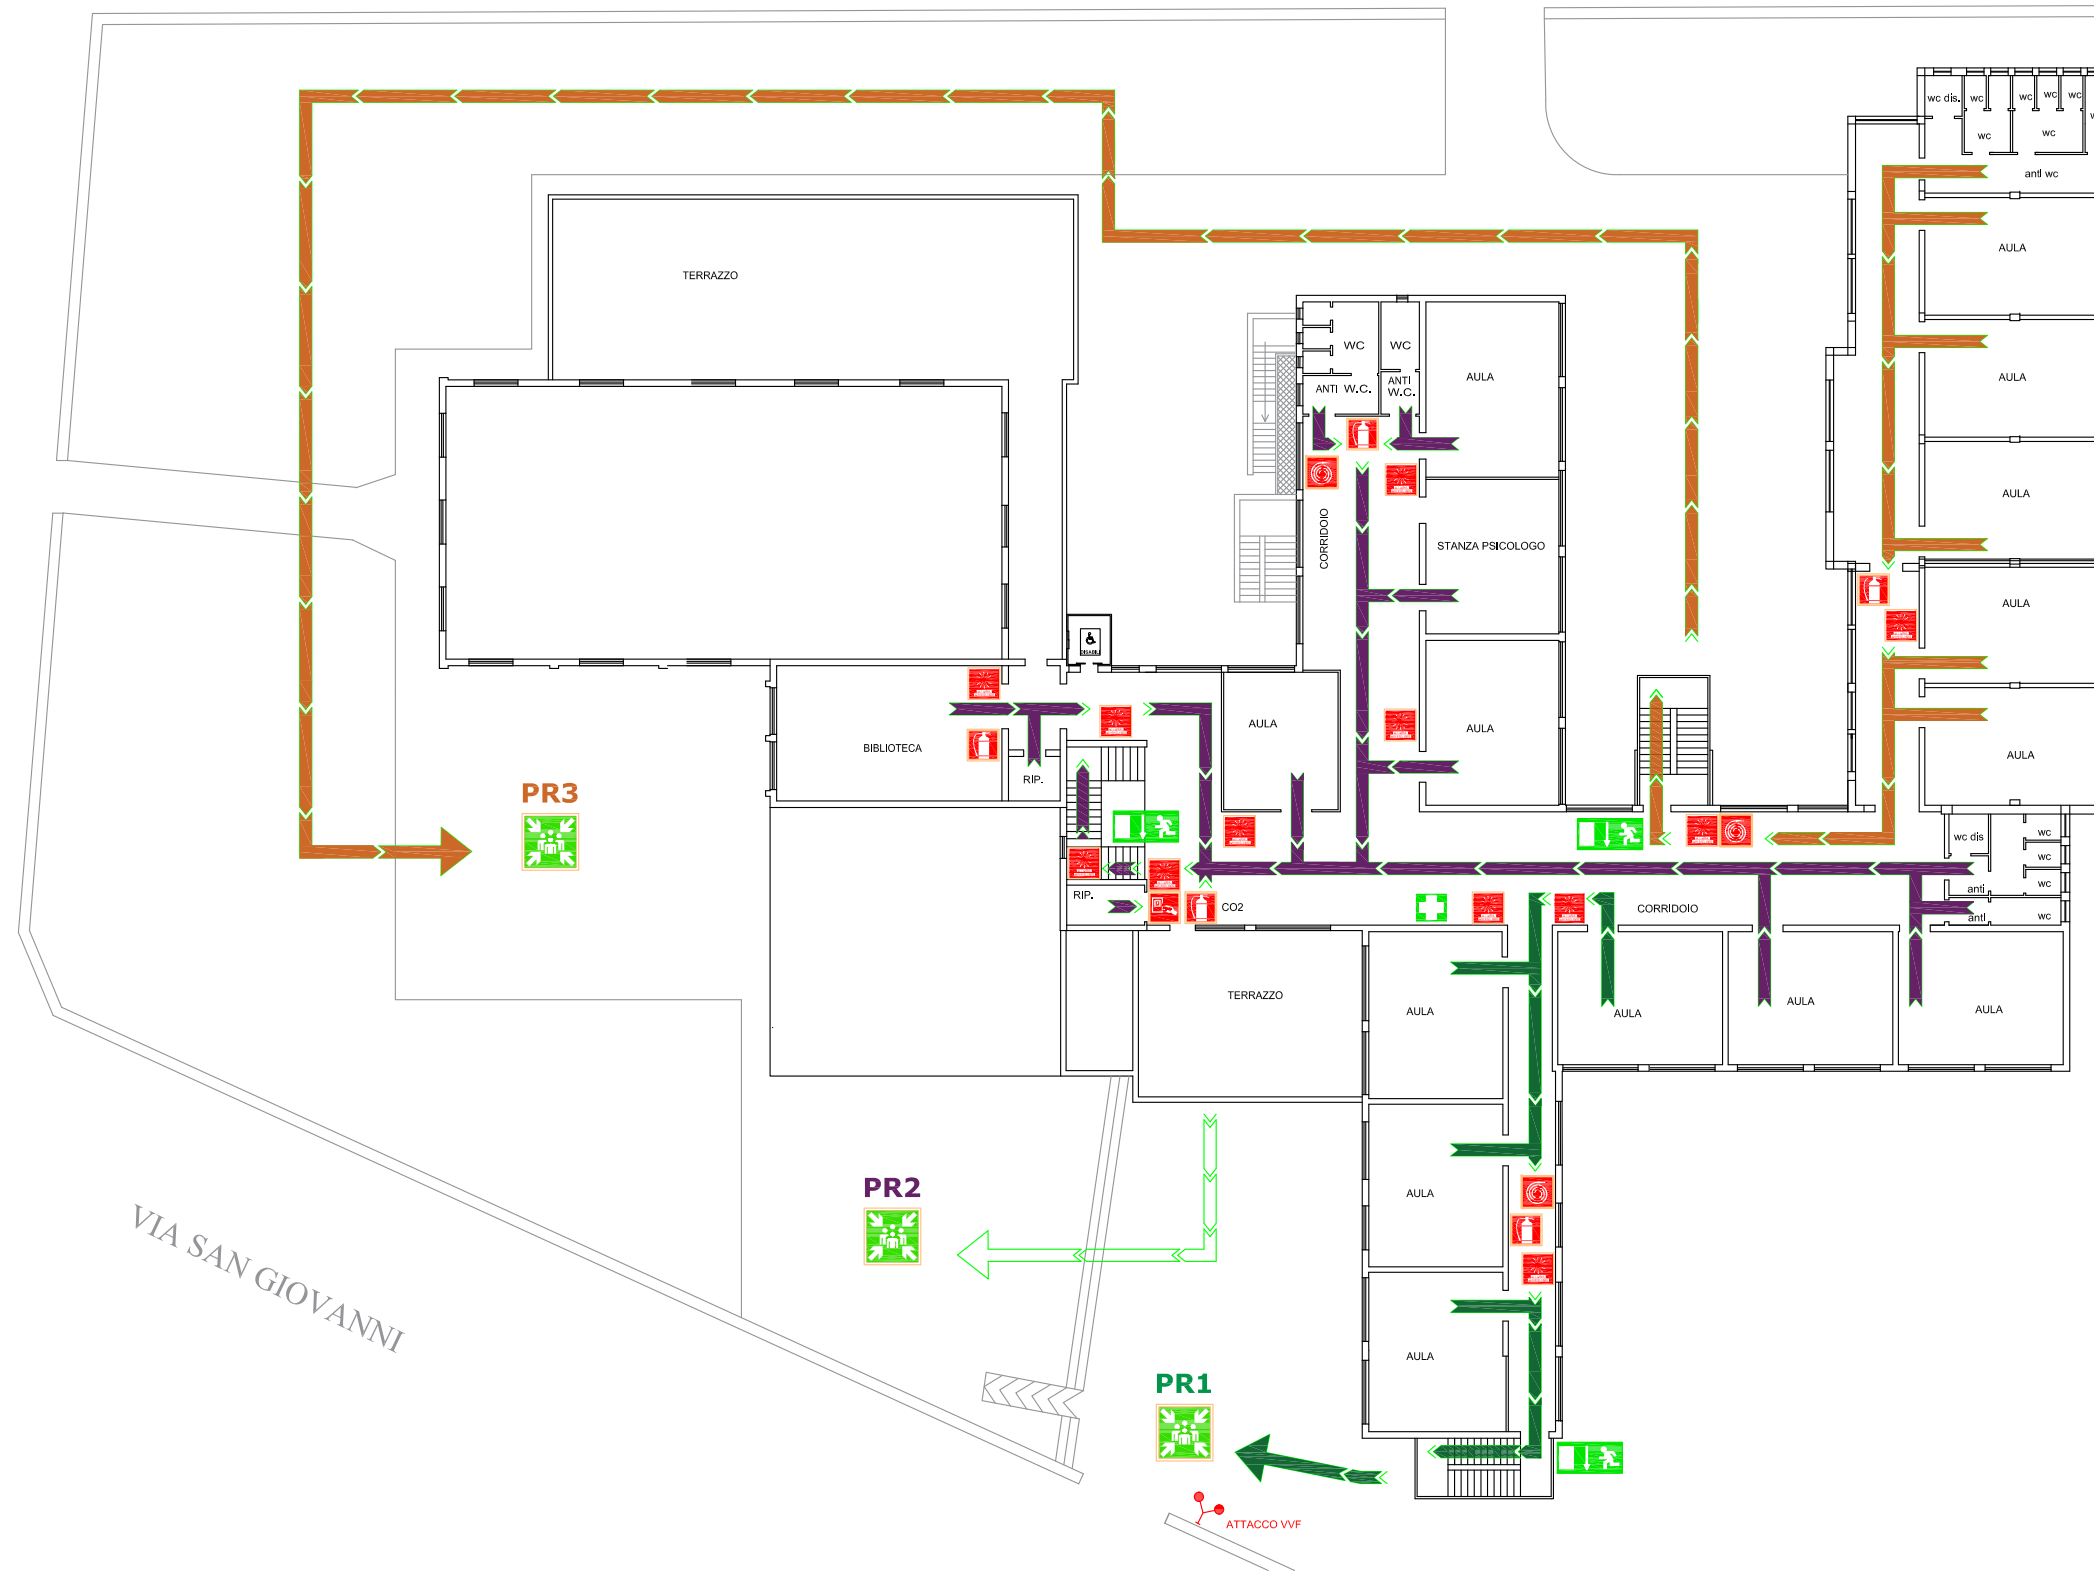 wc dis.
wc
wc
wc
wc
wc
wc
anti wc
AULA
TERRAZZO
WC
WC
ANTI W.C.
ANTI
W.C.
AULA
AULA
AULA
CORRIDOIO
STANZA PSICOLOGO
AULA
DISABILI
AULA
AULA
BIBLIOTECA
RIP.
AULA
PR3
wc dis
wc
wc
wc
anti
RIP.
CO2
CORRIDOIO
anti
wc
TERRAZZO
AULA
AULA
AULA
AULA
PR2
AULA
VIA SAN GIOVANNI
AULA
PR1
ATTACCO VVF